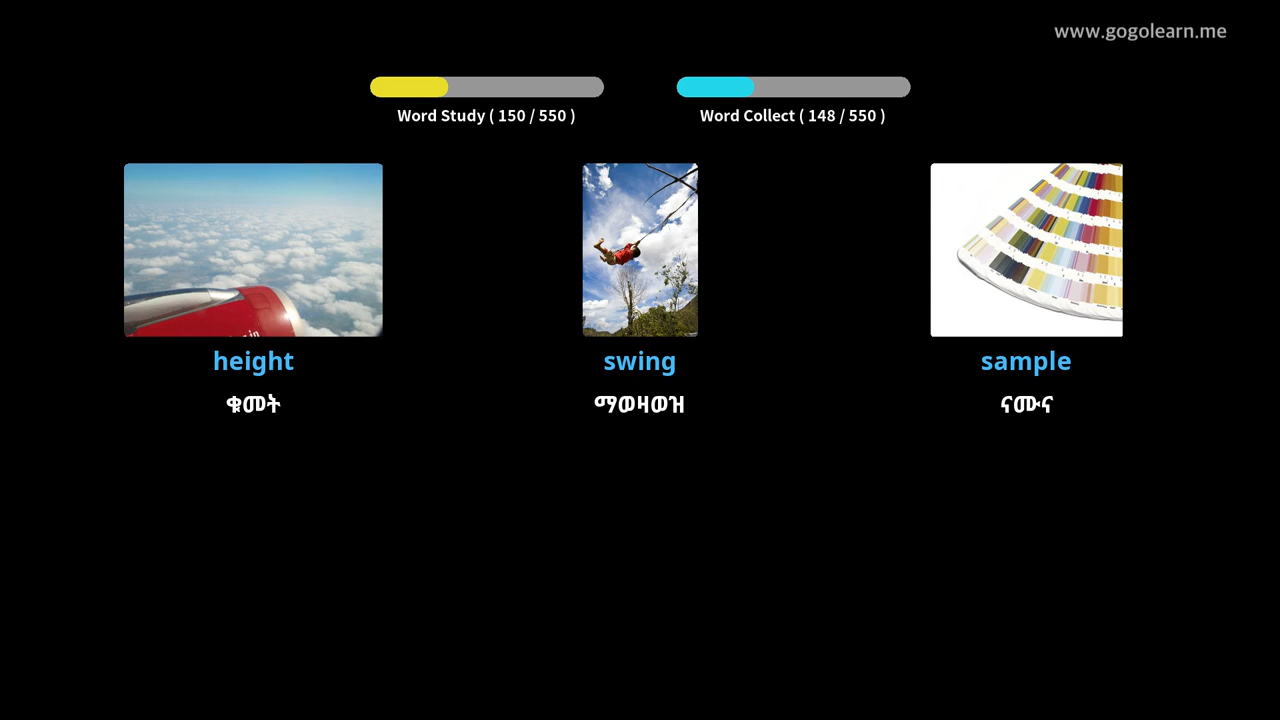 www.gogolearn.me
Word Study ( 150 / 550 )
Word Collect ( 148 / 550 )
height
swing
sample
ቁመት
ማወዛወዝ
ናሙና